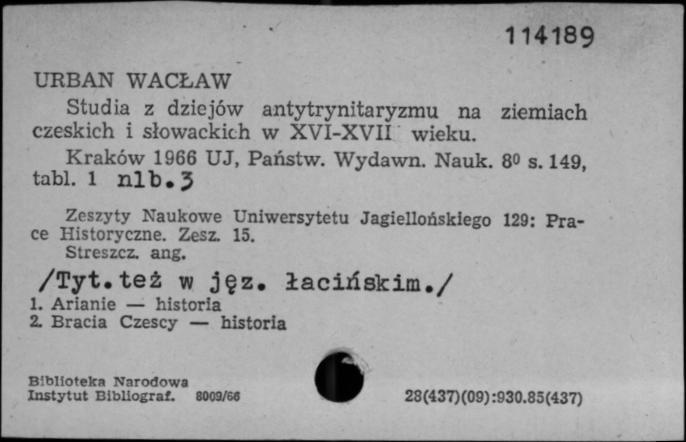 114189
URBAN WACŁAW
Studia z dziejów antytrynitaryzmu na ziemiach
czeskich i słowackich w XVI-XVII wieku.
Kraków 1966 UJ, Państw. Wydawn. Nauk. 8⁰ s. 149,
tabl. 1 nlb. 3
Zeszyty Naukowe Uniwersytetu Jagiellońskiego 129: Pra-
ce Historyczne. Zesz. 15.
Streszcz. ang.
/Tyt. też w jęz. łacińskim./
1. Arianie — historia
2. Bracia Czescy — historia
Biblioteka Narodowa
Instytut Bibliograf. 8009/66 28(437)(09):930.85(437)